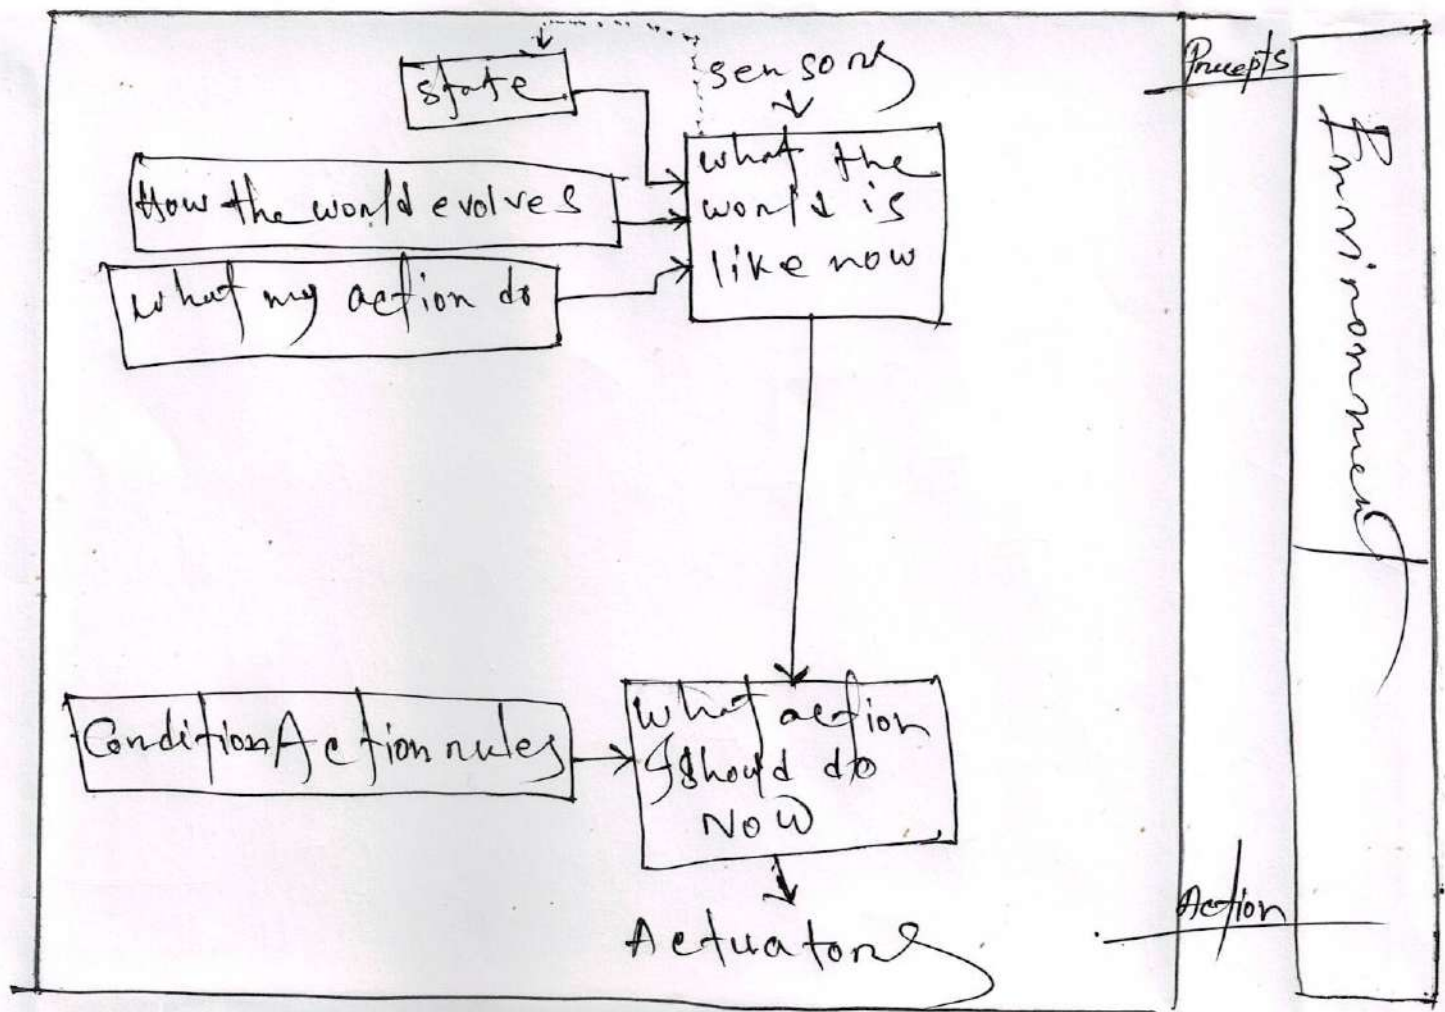 state
sensors
Precepts
How the world evolves
what the
world is
like now
what my action do
Environment
Condition Action rules
What action
I should do
NOW
Action
Actuators